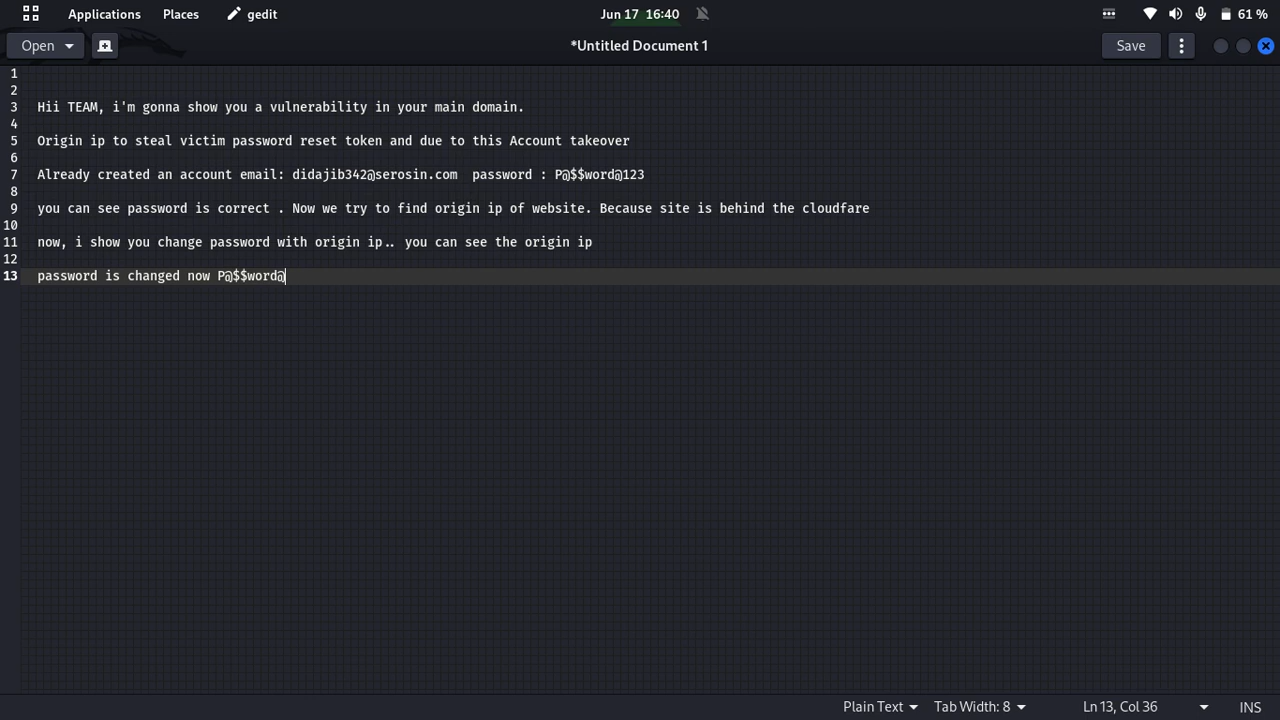 Applications Places gedit Jun 17 16:40 61 %
Open *Untitled Document 1 Save
1
2
3 Hii TEAM, i'm gonna show you a vulnerability in your main domain.
4
5 Origin ip to steal victim password reset token and due to this Account takeover
6
7 Already created an account email: didajib342@serosin.com  password : P@$$word@123
8
9 you can see password is correct . Now we try to find origin ip of website. Because site is behind the cloudfare
10
11 now, i show you change password with origin ip.. you can see the origin ip
12
13 password is changed now P@$$word@
Plain Text Tab Width: 8 Ln 13, Col 36 INS